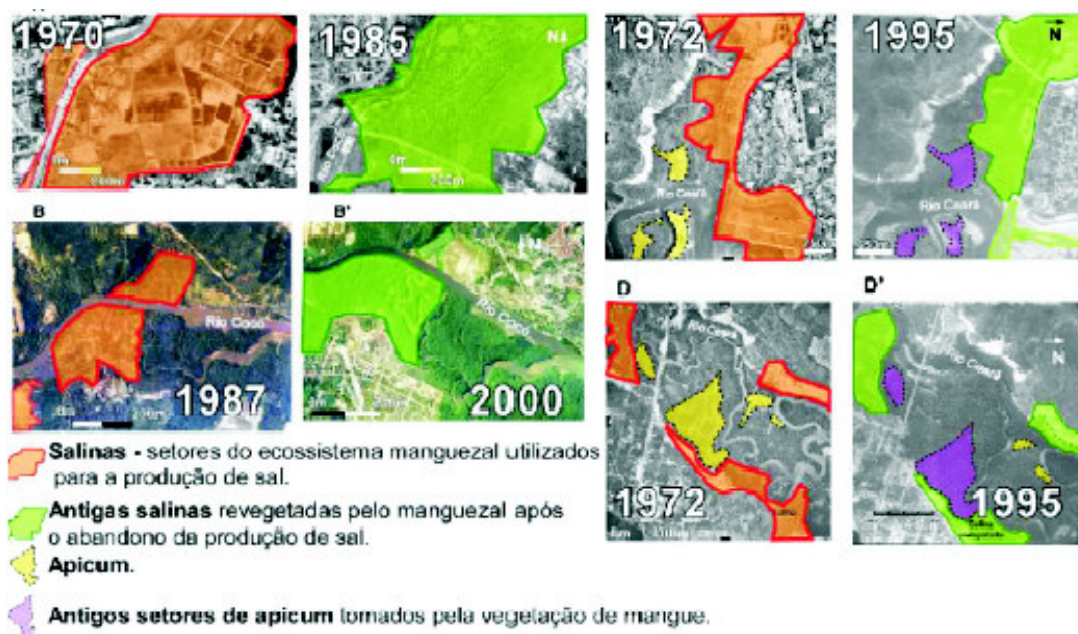 1970
1985
N
1972
1995
N
Rio Ceará
Rio Ceará
B
B'
D
D'
Rio Cocó
1987
N
Rio Cocó
2000
Rio Ceará
1972
Rio Ceará
N
1995
Salinas - setores do ecossistema manguezal utilizados
para a produção de sal.
Antigas salinas revegetadas pelo manguezal após
o abandono da produção de sal.
Apicum.
Antigos setores de apicum tomados pela vegetação de mangue.